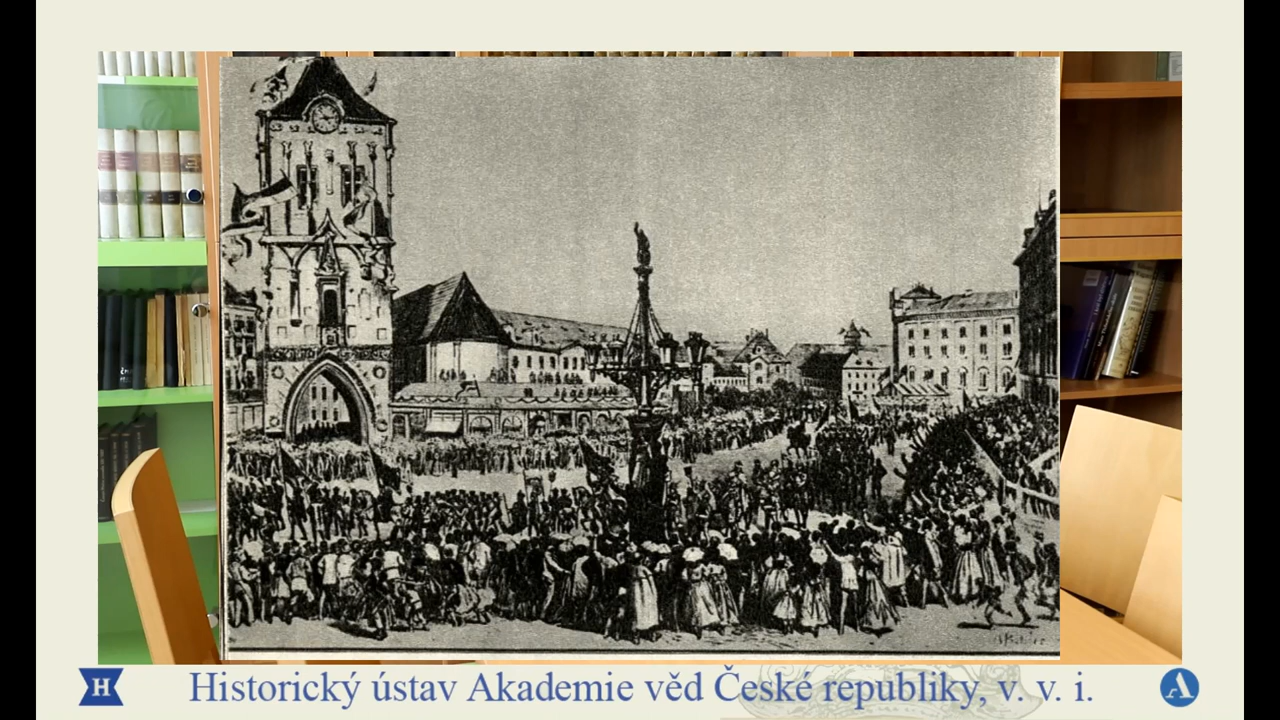 H Historický ústav Akademie věd České republiky, v. v. i. A